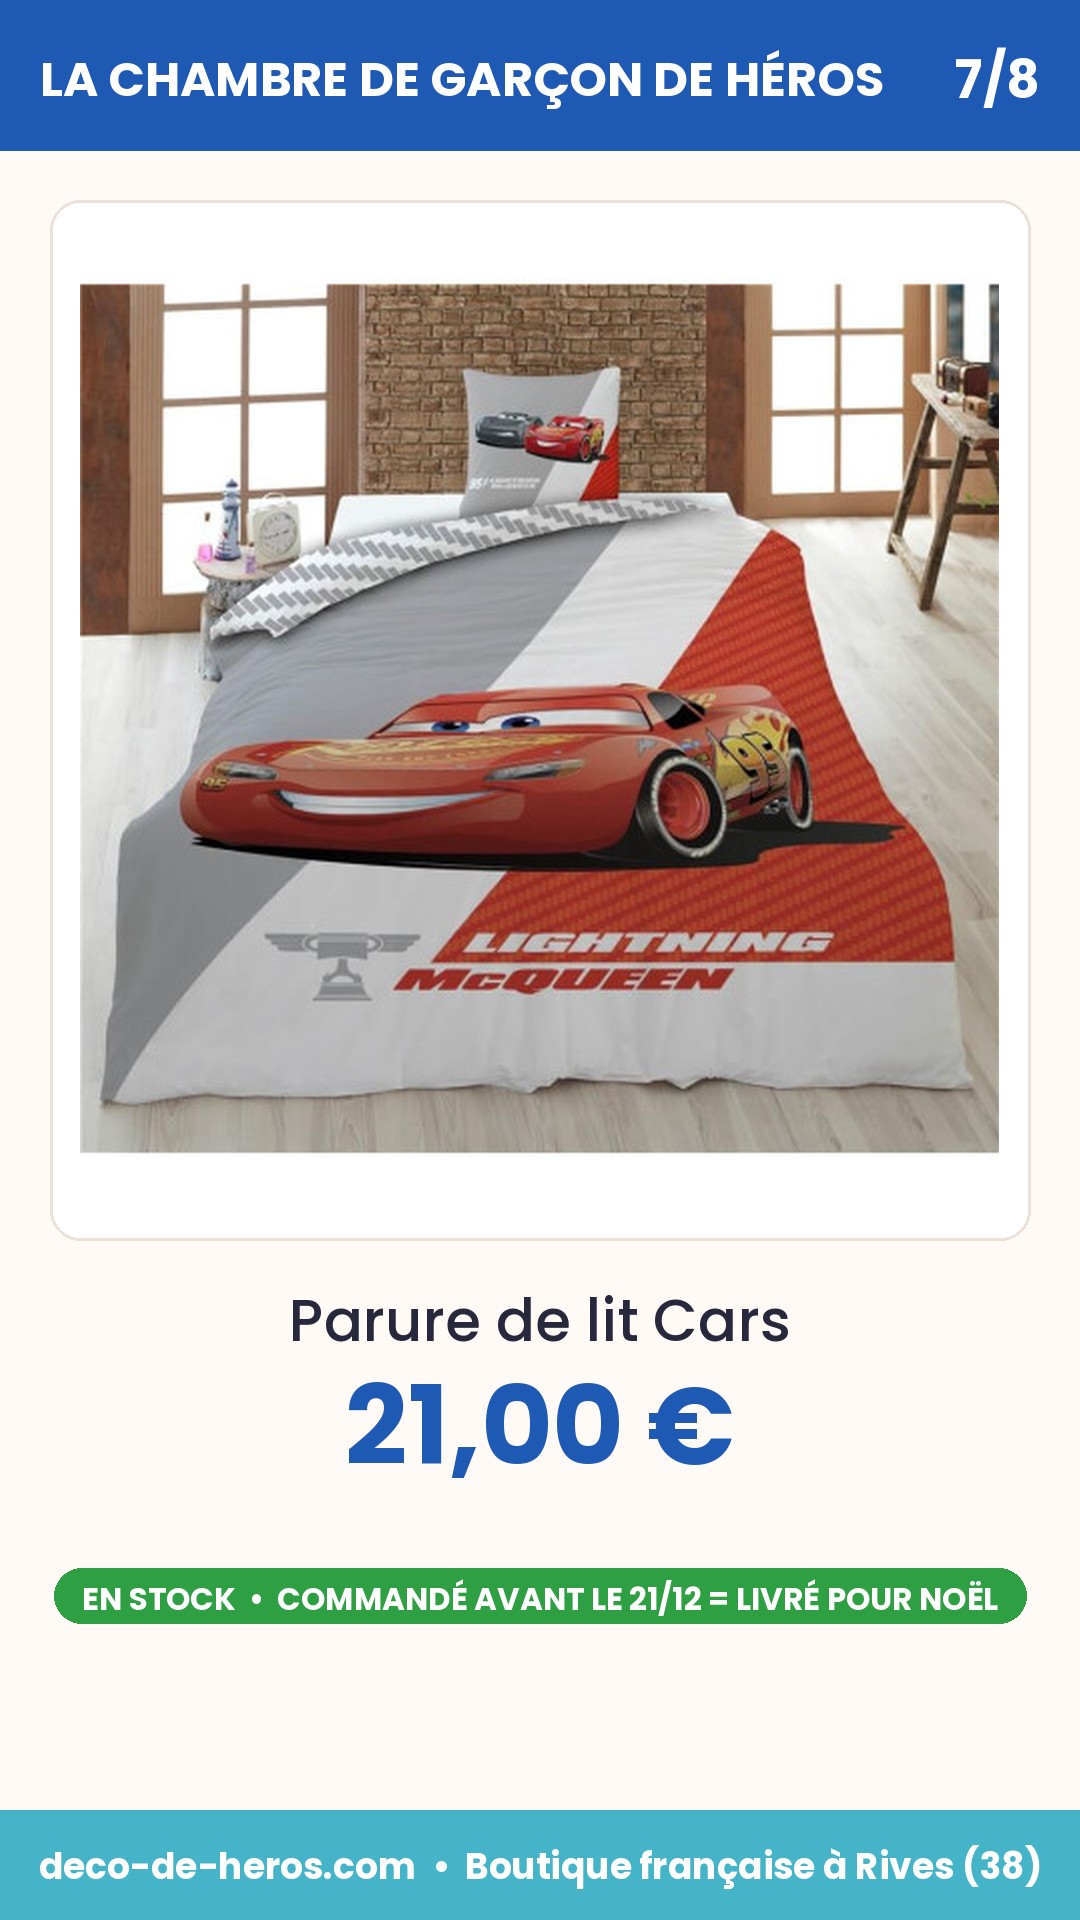 LA CHAMBRE DE GARÇON DE HÉROS 7/8
LIGHTNING
McQUEEN
95
Parure de lit Cars
21,00 €
EN STOCK • COMMANDÉ AVANT LE 21/12 = LIVRÉ POUR NOËL
deco-de-heros.com • Boutique française à Rives (38)